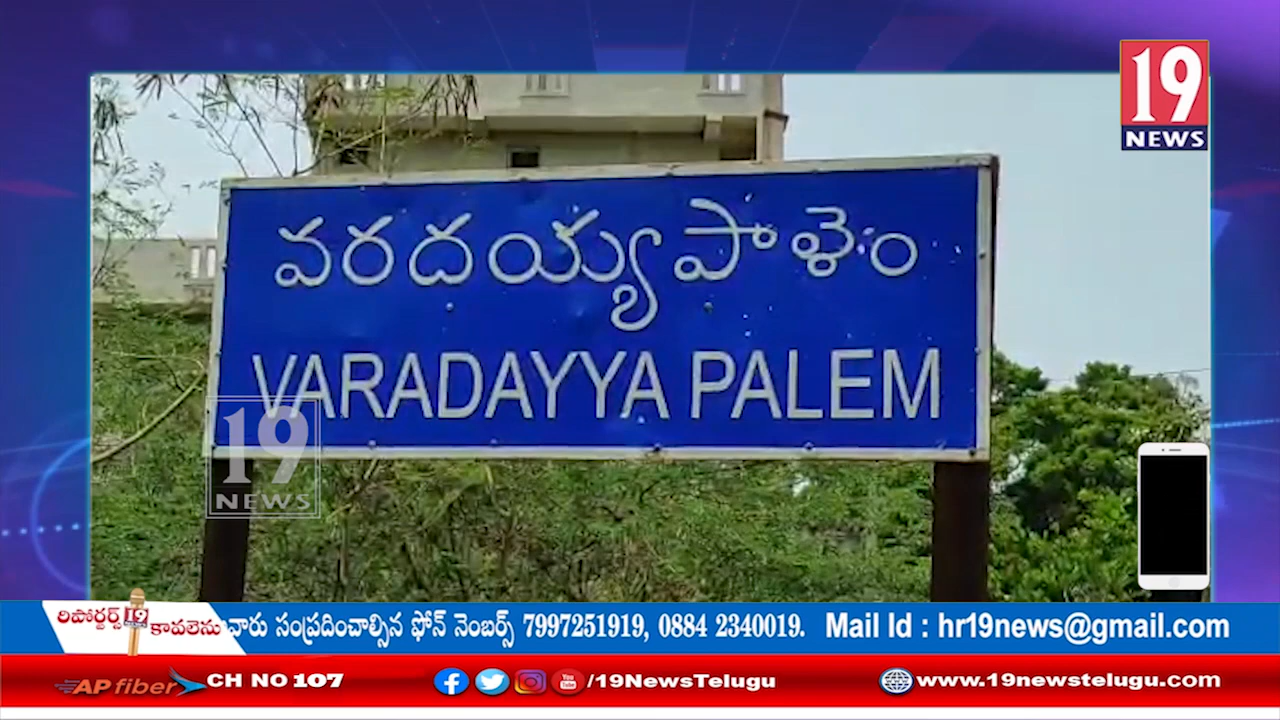 19
NEWS
వరదయ్యపాళెం
VARADAYYA PALEM
19
NEWS
రిపోర్టర్స్ 19 కావలెను
వారు సంప్రదించాల్సిన ఫోన్ నెంబర్స్ 7997251919, 0884 2340019. Mail Id : hr19news@gmail.com
AP fiber CH NO 107 /19NewsTelugu www.19newstelugu.com